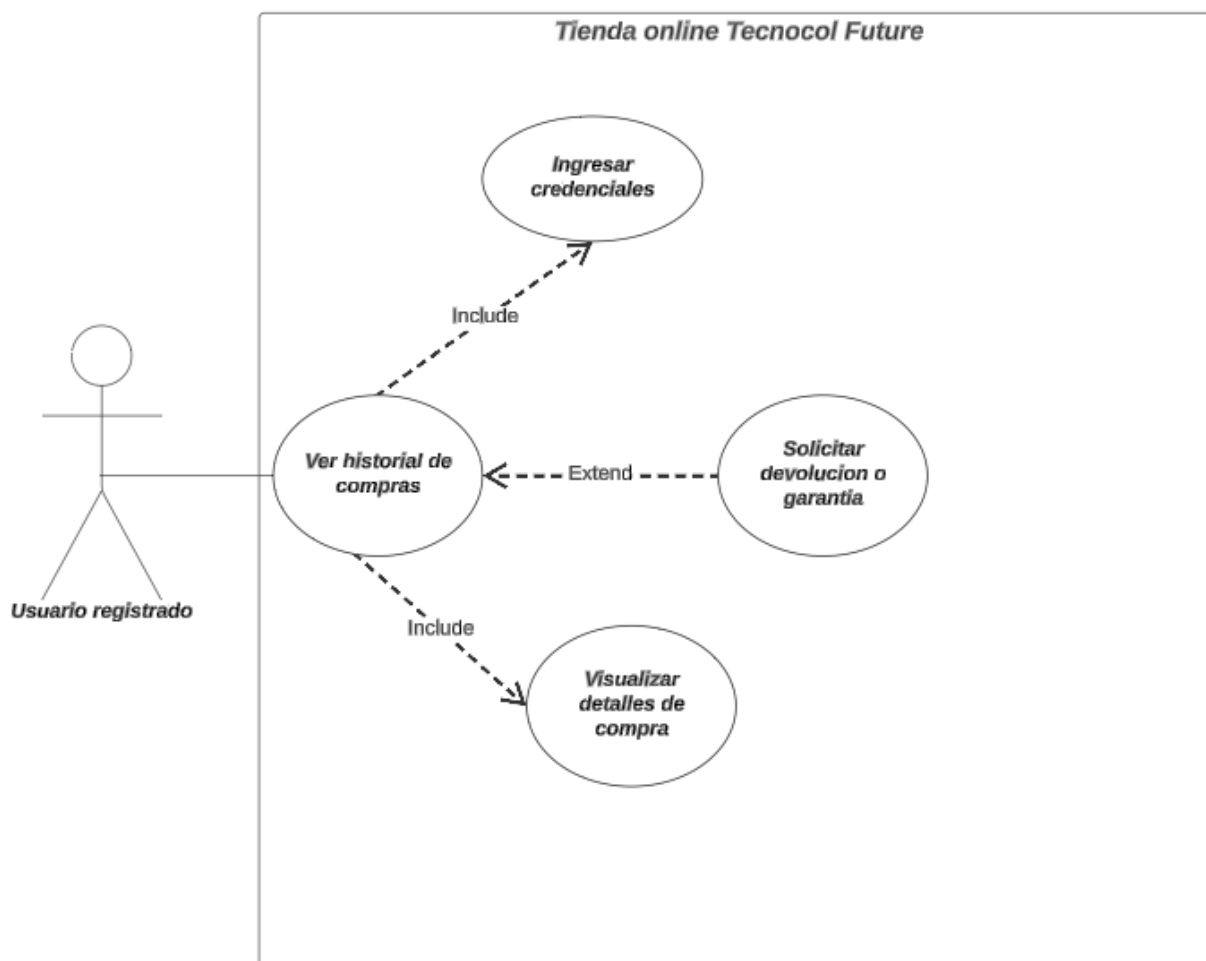 Tienda online Tecnocol Future
Ingresar
credenciales
Include
Ver historial de
compras
Extend
Solicitar
devolucion o
garantia
Usuario registrado
Include
Visualizar
detalles de
compra